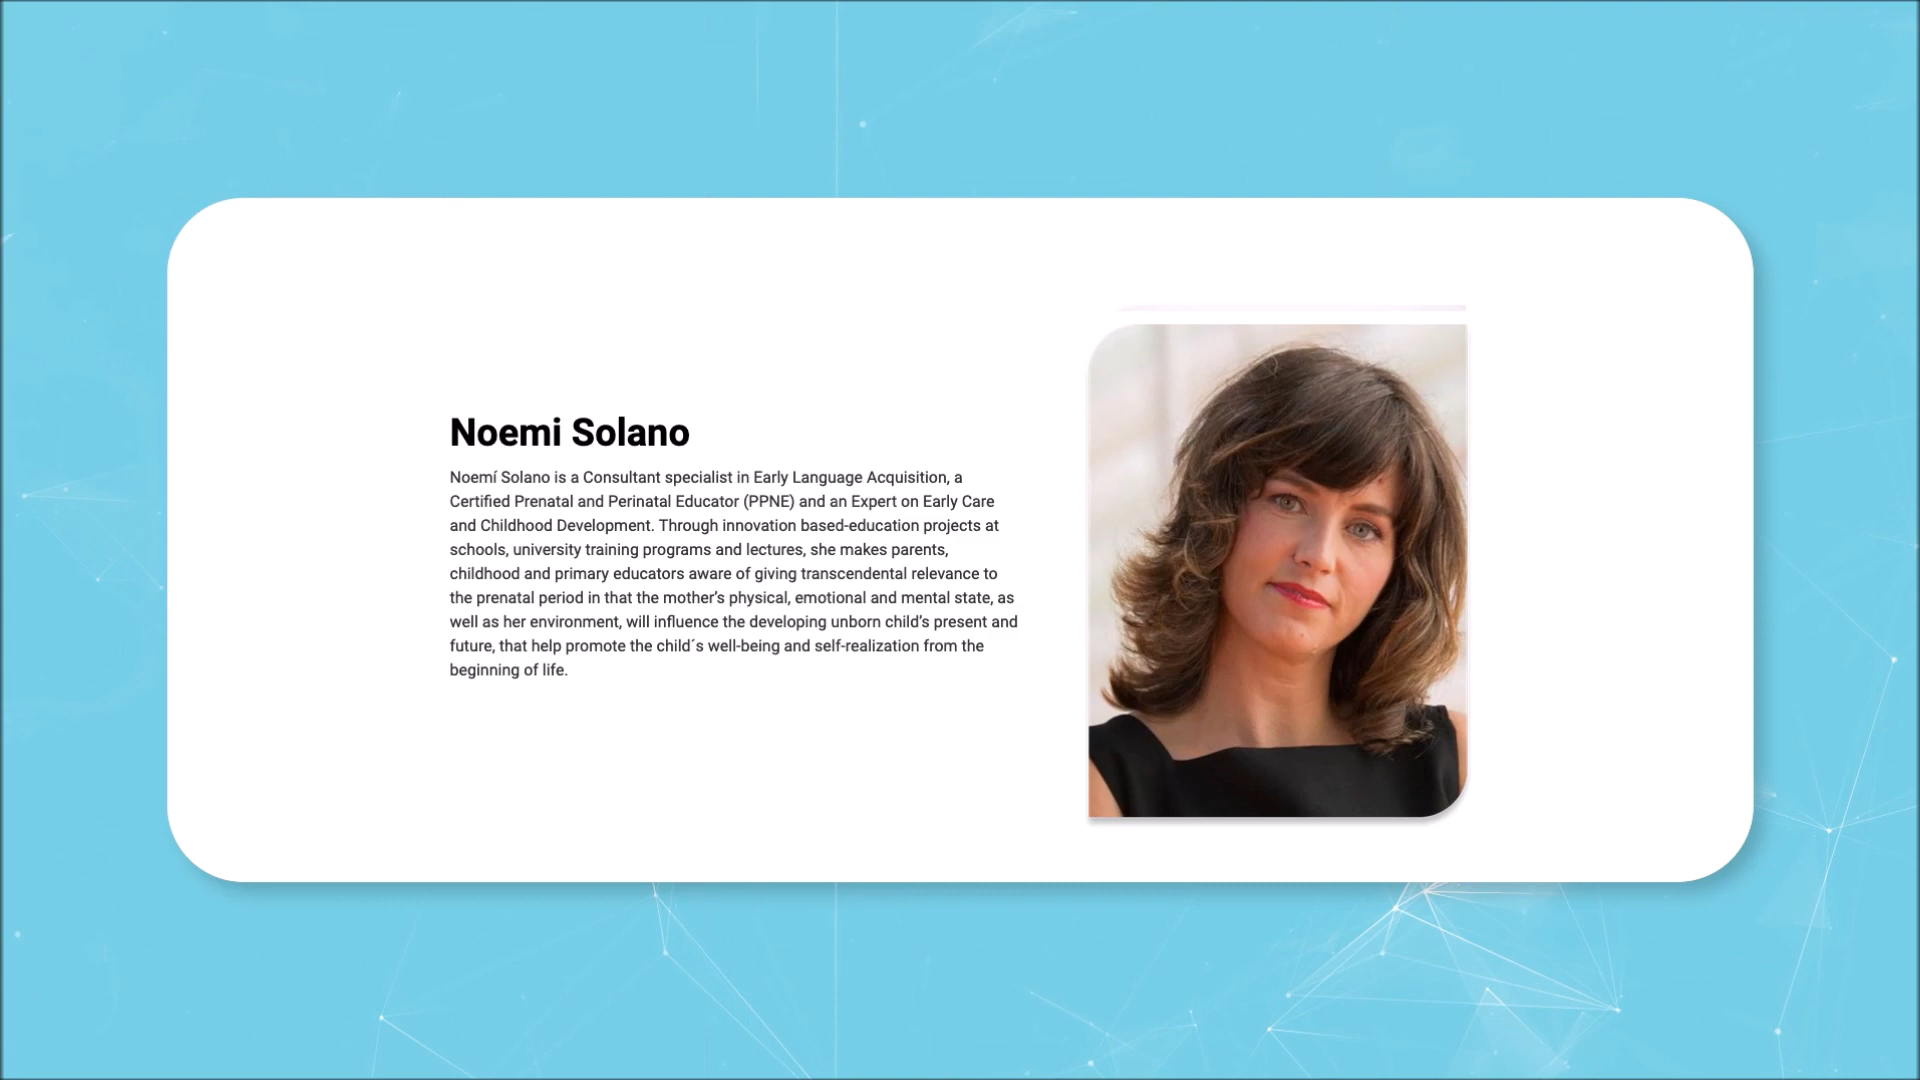 Noemi Solano
Noemí Solano is a Consultant specialist in Early Language Acquisition, a
Certified Prenatal and Perinatal Educator (PPNE) and an Expert on Early Care
and Childhood Development. Through innovation based-education projects at
schools, university training programs and lectures, she makes parents,
childhood and primary educators aware of giving transcendental relevance to
the prenatal period in that the mother’s physical, emotional and mental state, as
well as her environment, will influence the developing unborn child’s present and
future, that help promote the child´s well-being and self-realization from the
beginning of life.